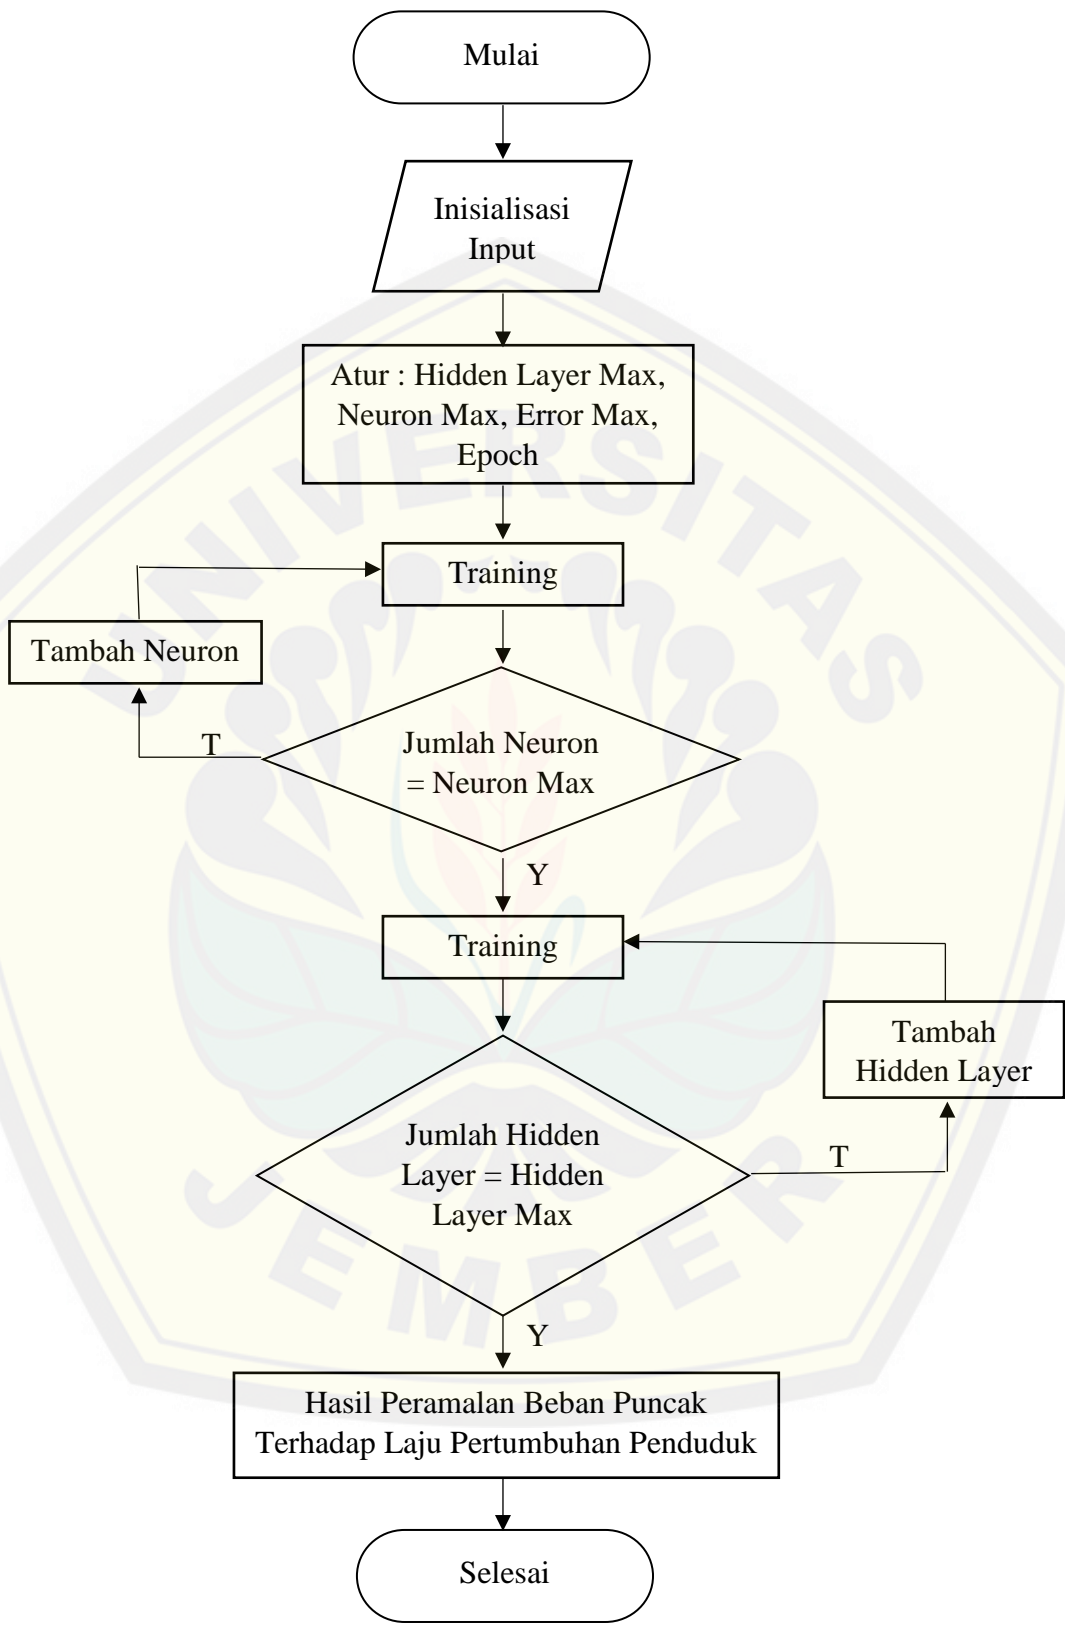 Mulai
Inisialisasi
Input
Atur : Hidden Layer Max,
Neuron Max, Error Max,
Epoch
Training
Tambah Neuron
T
Jumlah Neuron
= Neuron Max
Y
Training
Tambah
Hidden Layer
Jumlah Hidden
Layer = Hidden
Layer Max
T
Y
Hasil Peramalan Beban Puncak
Terhadap Laju Pertumbuhan Penduduk
Selesai
UNIVERSITAS
JEMBER